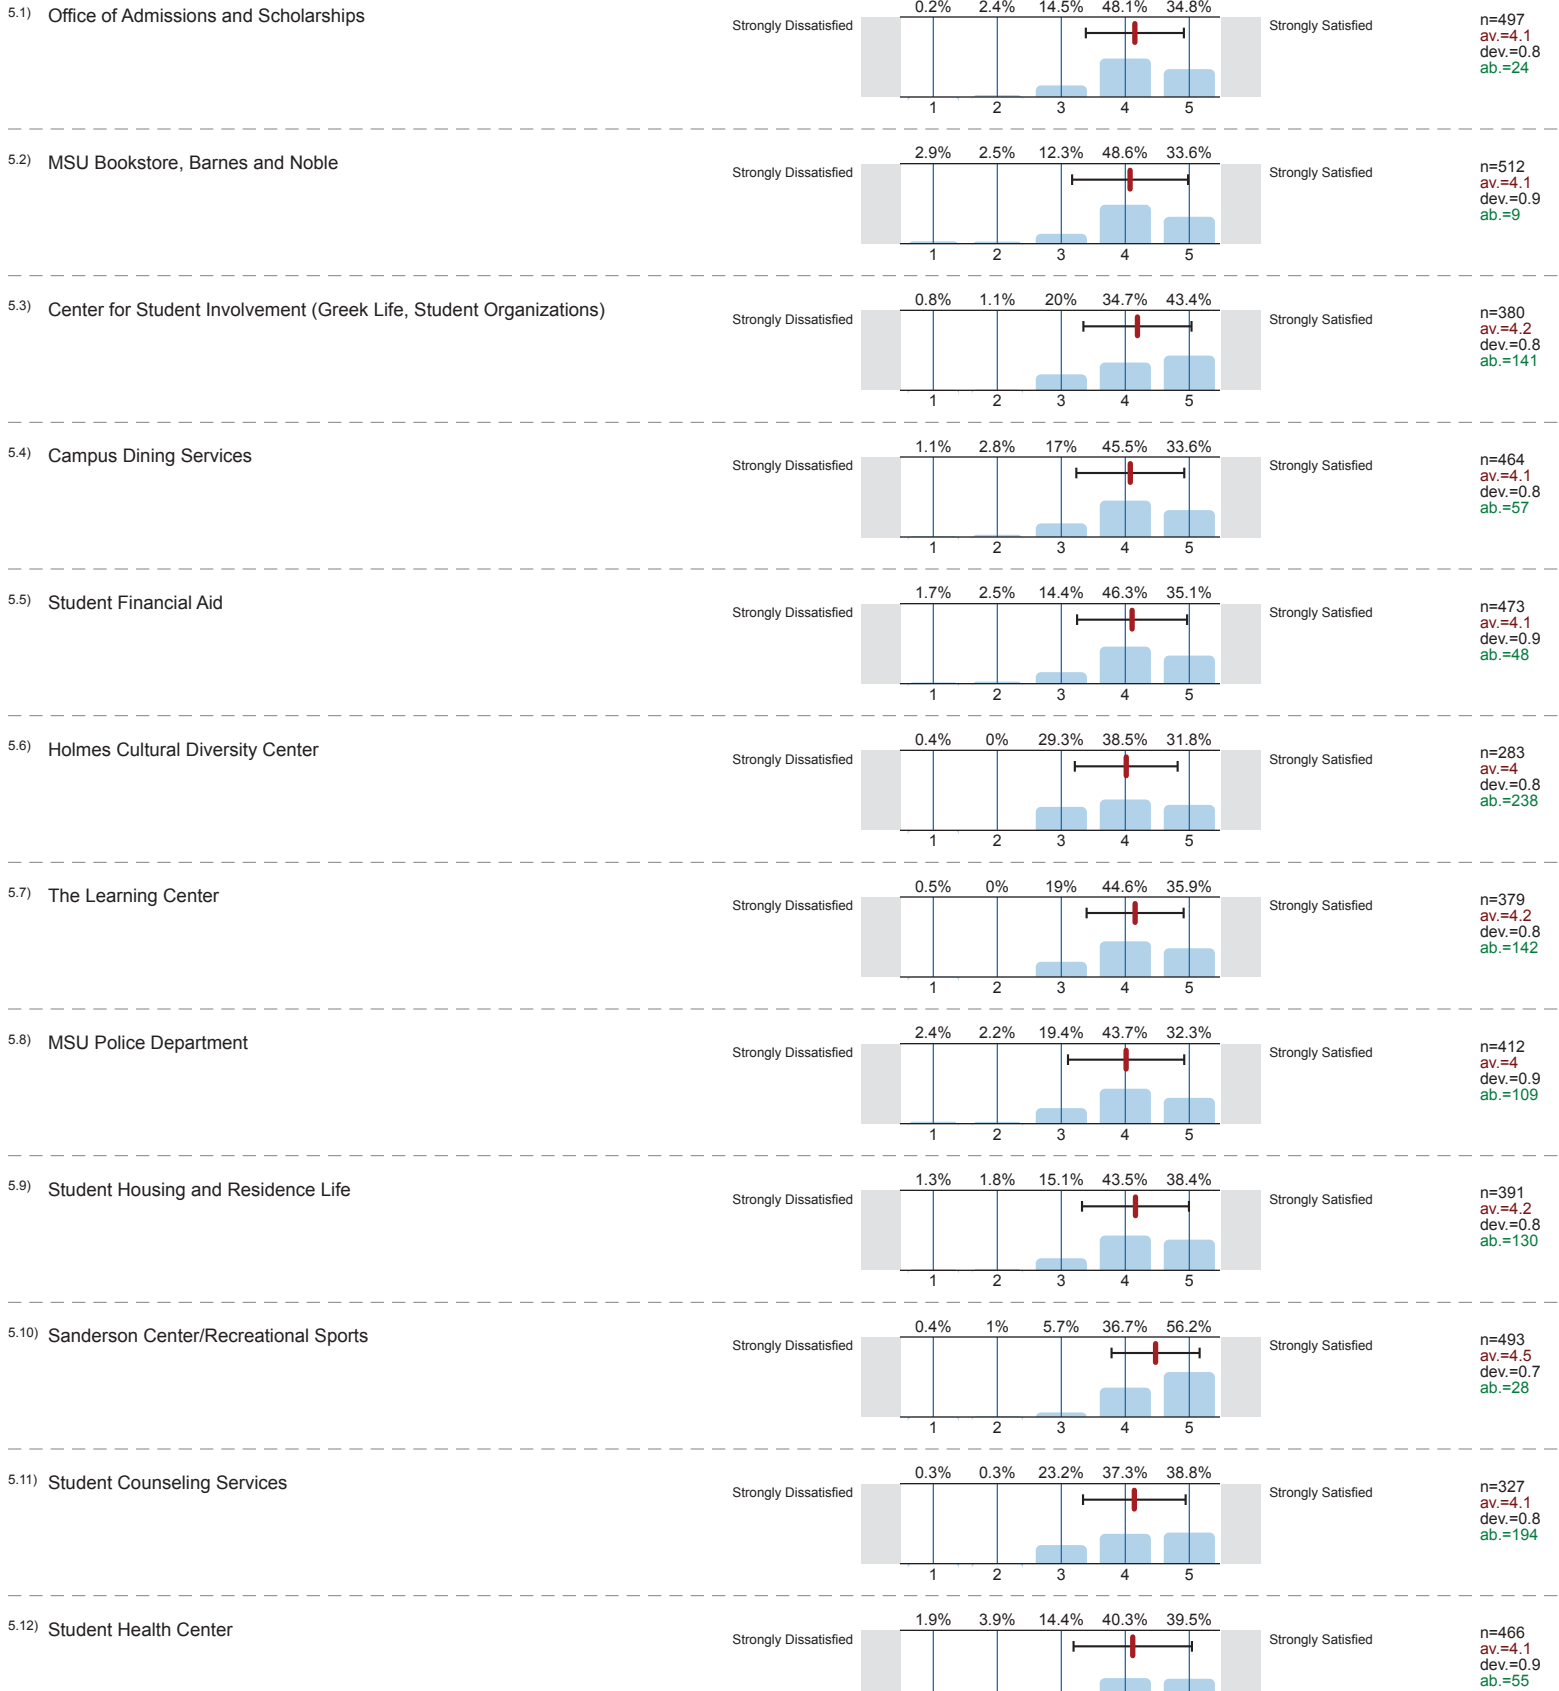 5.1) Office of Admissions and Scholarships
0.2% 2.4% 14.5% 48.1% 34.8%
Strongly Dissatisfied Strongly Satisfied
n=497
av.=4.1
dev.=0.8
ab.=24
1 2 3 4 5
5.2) MSU Bookstore, Barnes and Noble
2.9% 2.5% 12.3% 48.6% 33.6%
Strongly Dissatisfied Strongly Satisfied
n=512
av.=4.1
dev.=0.9
ab.=9
1 2 3 4 5
5.3) Center for Student Involvement (Greek Life, Student Organizations)
0.8% 1.1% 20% 34.7% 43.4%
Strongly Dissatisfied Strongly Satisfied
n=380
av.=4.2
dev.=0.8
ab.=141
1 2 3 4 5
5.4) Campus Dining Services
1.1% 2.8% 17% 45.5% 33.6%
Strongly Dissatisfied Strongly Satisfied
n=464
av.=4.1
dev.=0.8
ab.=57
1 2 3 4 5
5.5) Student Financial Aid
1.7% 2.5% 14.4% 46.3% 35.1%
Strongly Dissatisfied Strongly Satisfied
n=473
av.=4.1
dev.=0.9
ab.=48
1 2 3 4 5
5.6) Holmes Cultural Diversity Center
0.4% 0% 29.3% 38.5% 31.8%
Strongly Dissatisfied Strongly Satisfied
n=283
av.=4
dev.=0.8
ab.=238
1 2 3 4 5
5.7) The Learning Center
0.5% 0% 19% 44.6% 35.9%
Strongly Dissatisfied Strongly Satisfied
n=379
av.=4.2
dev.=0.8
ab.=142
1 2 3 4 5
5.8) MSU Police Department
2.4% 2.2% 19.4% 43.7% 32.3%
Strongly Dissatisfied Strongly Satisfied
n=412
av.=4
dev.=0.9
ab.=109
1 2 3 4 5
5.9) Student Housing and Residence Life
1.3% 1.8% 15.1% 43.5% 38.4%
Strongly Dissatisfied Strongly Satisfied
n=391
av.=4.2
dev.=0.8
ab.=130
1 2 3 4 5
5.10) Sanderson Center/Recreational Sports
0.4% 1% 5.7% 36.7% 56.2%
Strongly Dissatisfied Strongly Satisfied
n=493
av.=4.5
dev.=0.7
ab.=28
1 2 3 4 5
5.11) Student Counseling Services
0.3% 0.3% 23.2% 37.3% 38.8%
Strongly Dissatisfied Strongly Satisfied
n=327
av.=4.1
dev.=0.8
ab.=194
1 2 3 4 5
5.12) Student Health Center
1.9% 3.9% 14.4% 40.3% 39.5%
Strongly Dissatisfied Strongly Satisfied
n=466
av.=4.1
dev.=0.9
ab.=55